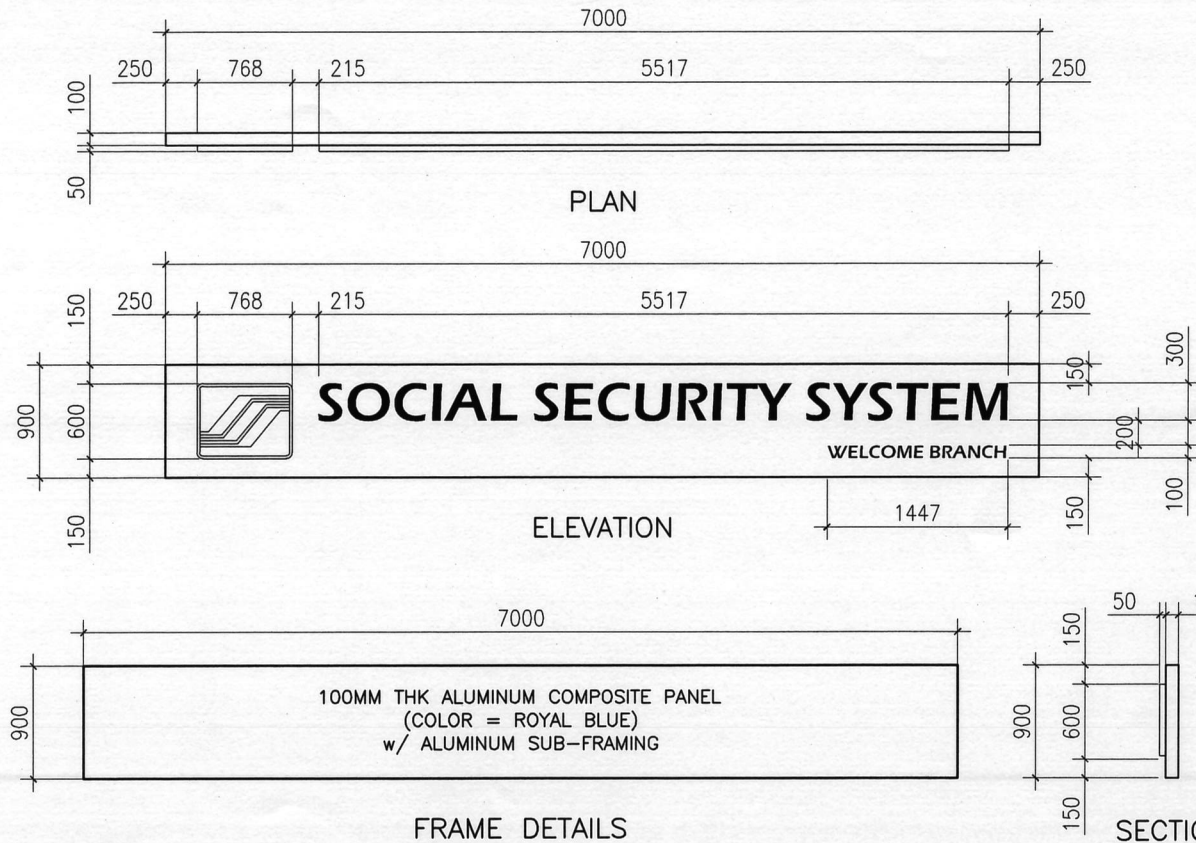 7000
250 768 215 5517 250
100
50
PLAN
7000
250 768 215 5517 250
150
900
600
150
SOCIAL SECURITY SYSTEM
WELCOME BRANCH
150
300
200
100
150
1447
ELEVATION
7000
900
100MM THK ALUMINUM COMPOSITE PANEL
(COLOR = ROYAL BLUE)
w/ ALUMINUM SUB-FRAMING
FRAME DETAILS
50
150
900
600
150